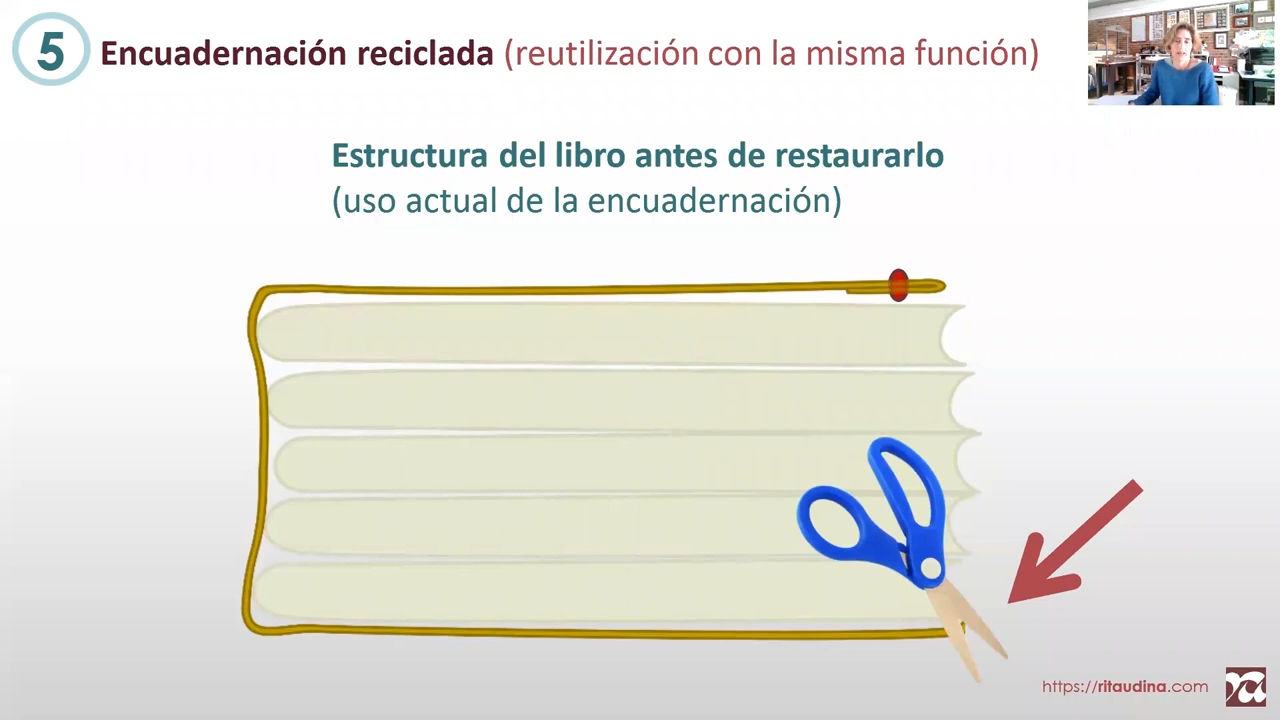 5
Encuadernación reciclada (reutilización con la misma función)
Estructura del libro antes de restaurarlo
(uso actual de la encuadernación)
https://ritaudina.com